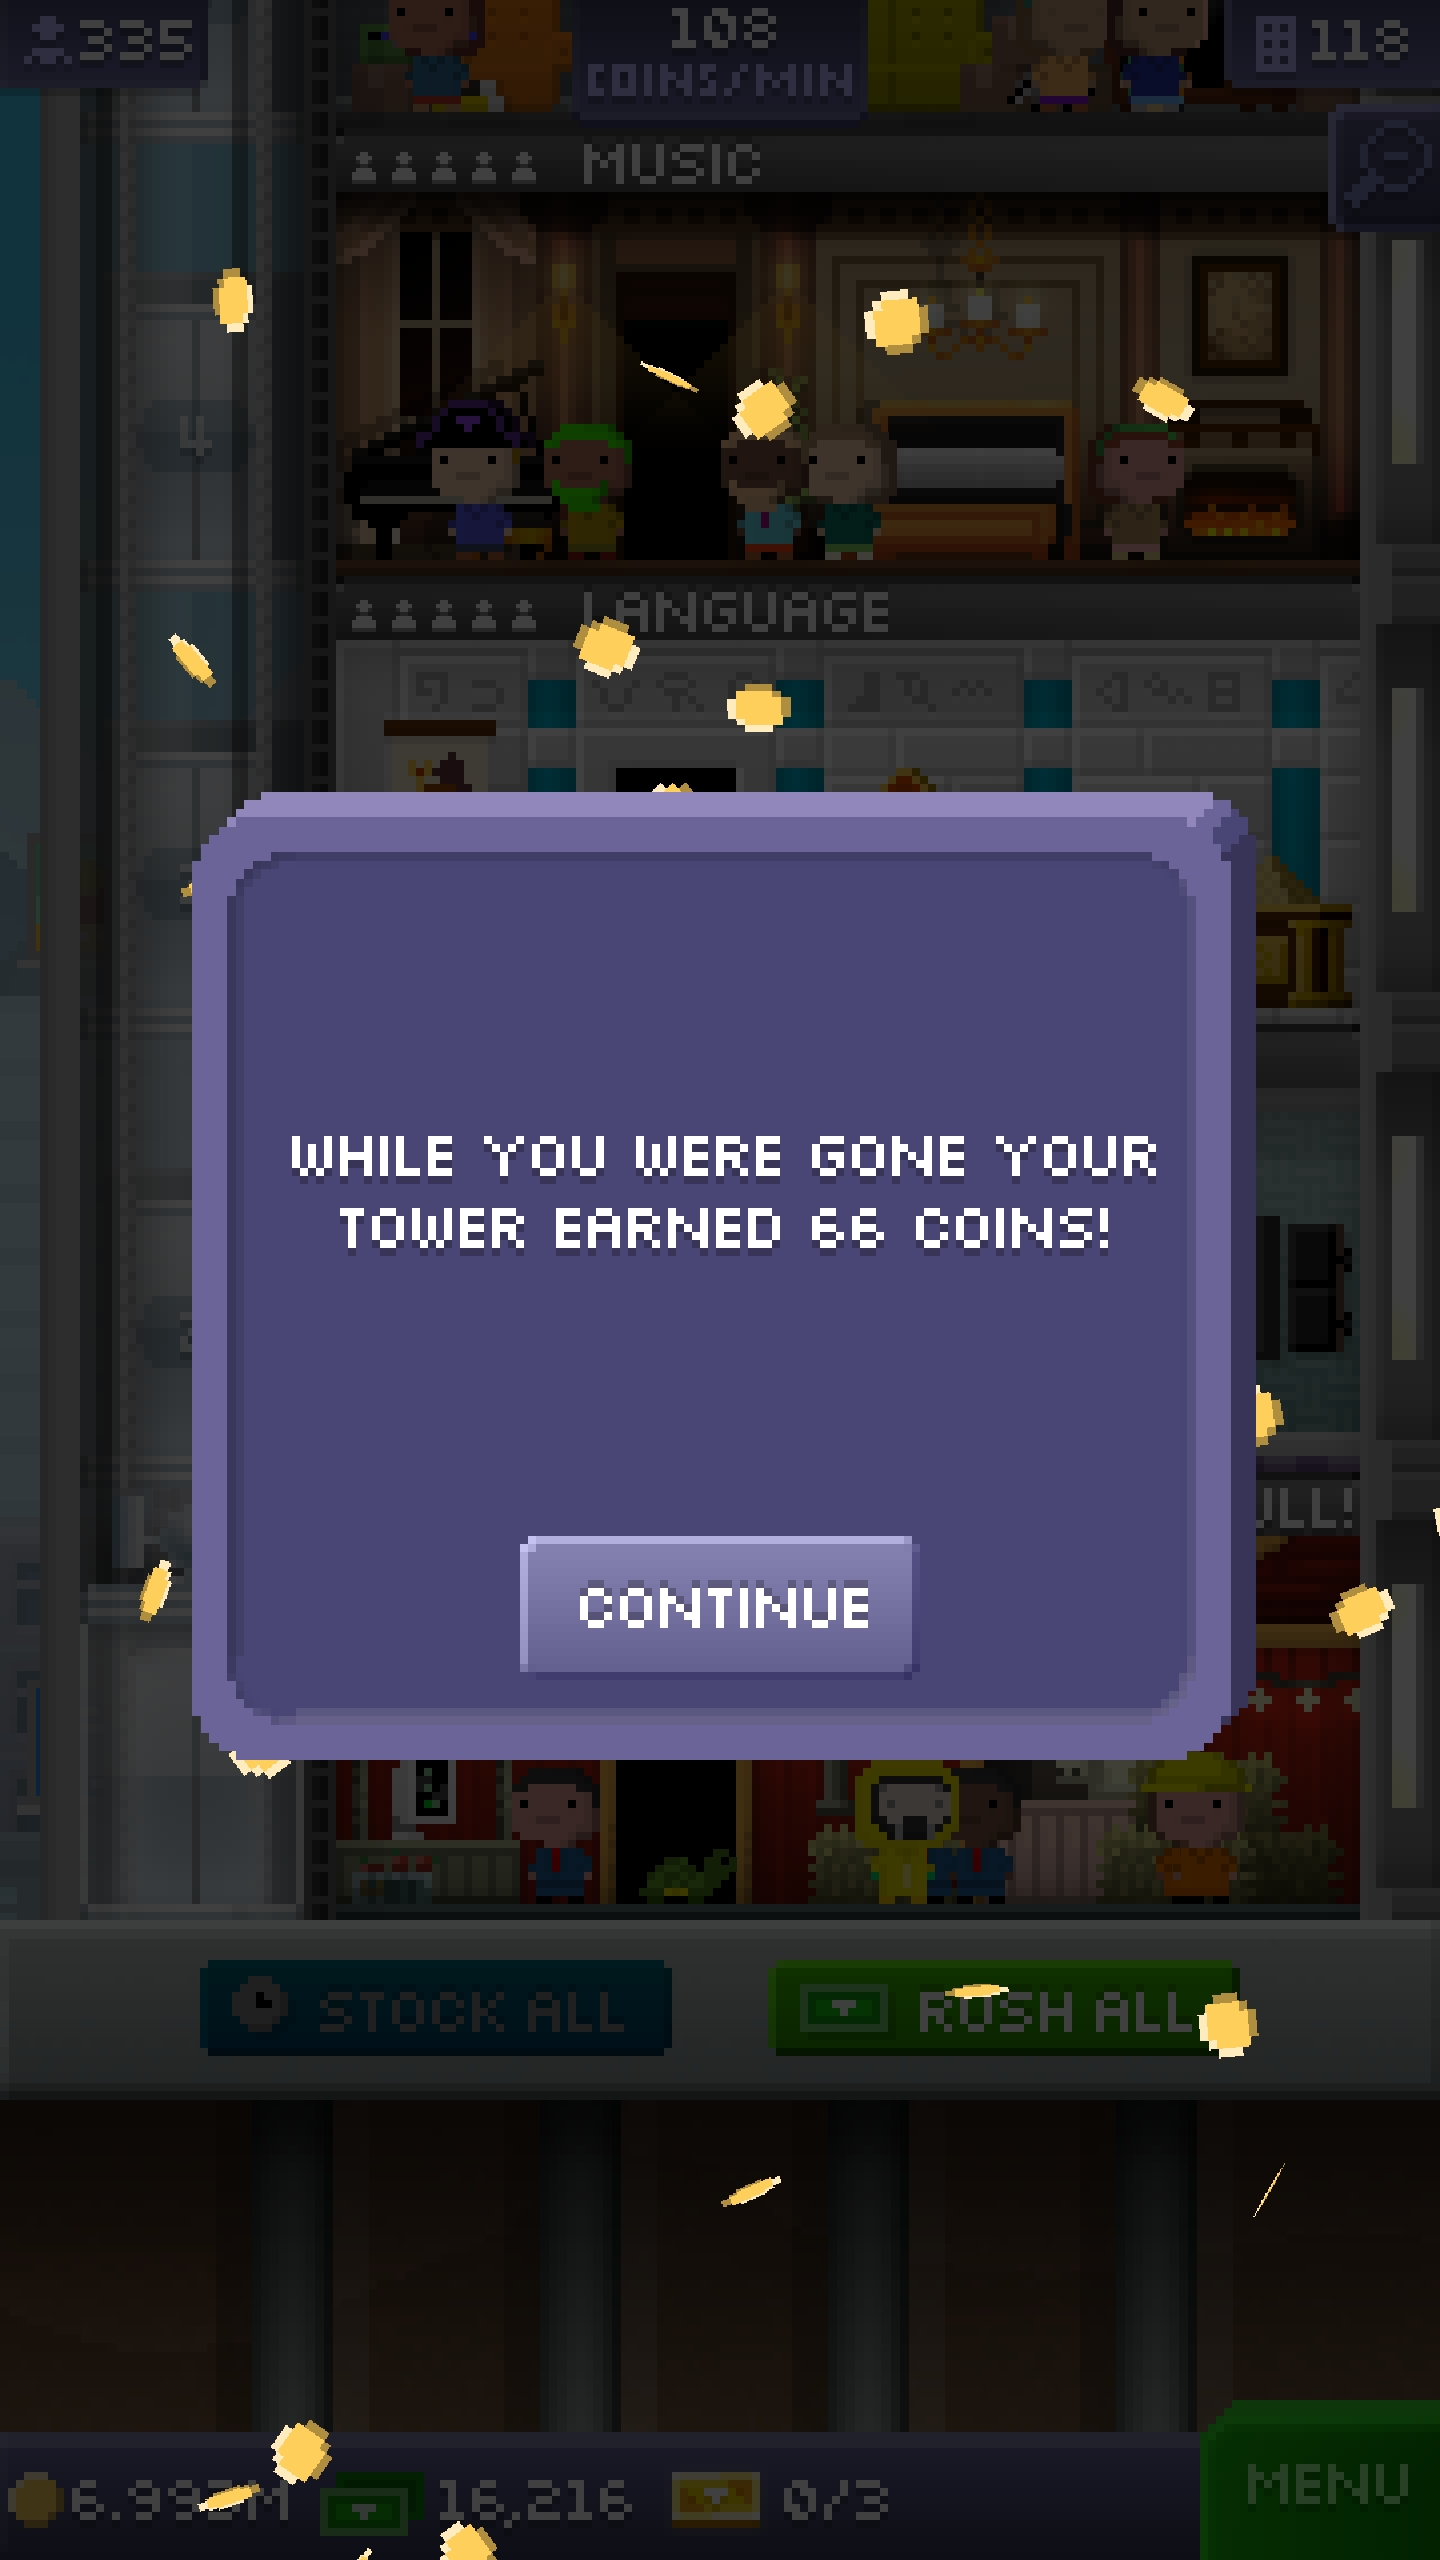 335
108
COINS/MIN
118
MUSIC
4
LANGUAGE
WHILE YOU WERE GONE YOUR
TOWER EARNED 66 COINS!
CONTINUE
STOCK ALL
RUSH ALL
16,216
0/3
MENU